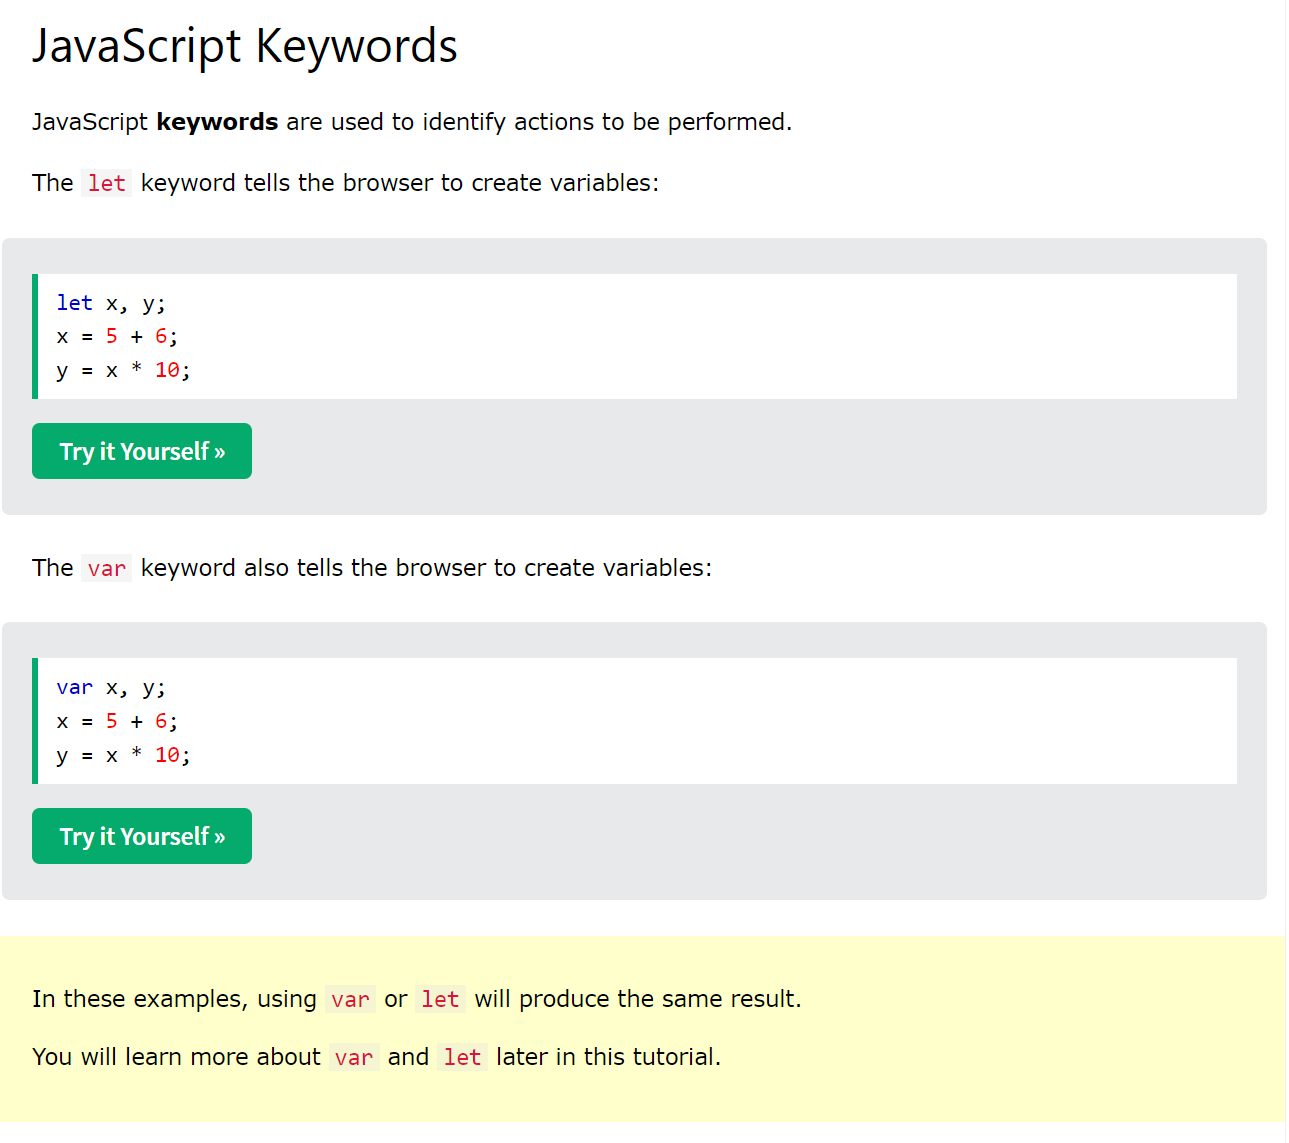 JavaScript Keywords
JavaScript keywords are used to identify actions to be performed.
The let keyword tells the browser to create variables:
let x, y;
x = 5 + 6;
y = x * 10;
Try it Yourself »
The var keyword also tells the browser to create variables:
var x, y;
x = 5 + 6;
y = x * 10;
Try it Yourself »
In these examples, using var or let will produce the same result.
You will learn more about var and let later in this tutorial.